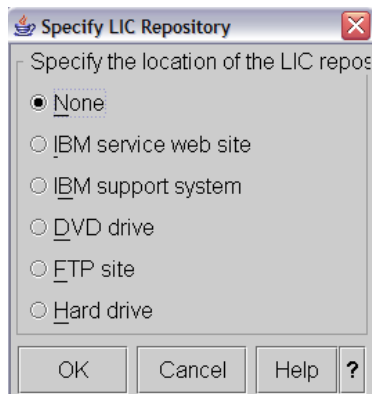 Specify LIC Repository
Specify the location of the LIC repos
None
IBM service web site
IBM support system
DVD drive
FTP site
Hard drive
OK Cancel Help ?